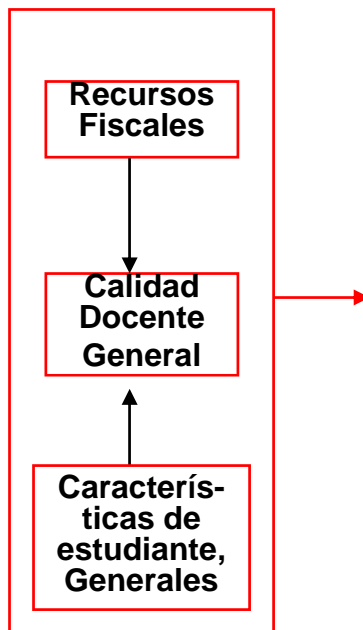 Recursos
Fiscales
Calidad
Docente
General
Caracterís-
ticas de
estudiante,
Generales